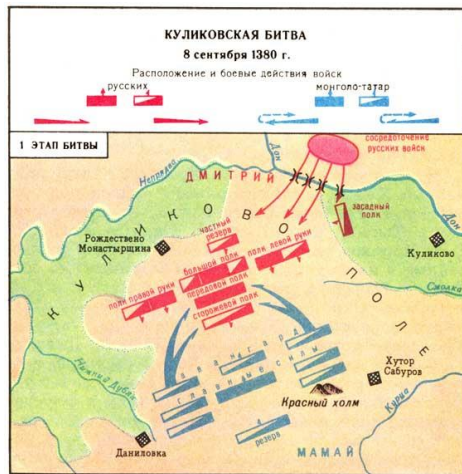 КУЛИКОВСКАЯ БИТВА
8 сентября 1380 г.
Расположение и боевые действия войск
русских
монголо-татар
1 ЭТАП БИТВЫ
сосредоточение
русских войск
Дон
Непрядва
ДМИТРИЙ
засадный
полк
Дон
КУЛИКОВО ПОЛЕ
Рождествено
Монастырщина
частный
резерв
большой полк
полк левой руки
Куликово
полк правой руки
передовой полк
сторожевой полк
Смолка
Нижний Дубяк
авангард
главные силы
Хутор
Сабуров
Красный холм
Курца
Даниловка
резерв
МАМАЙ